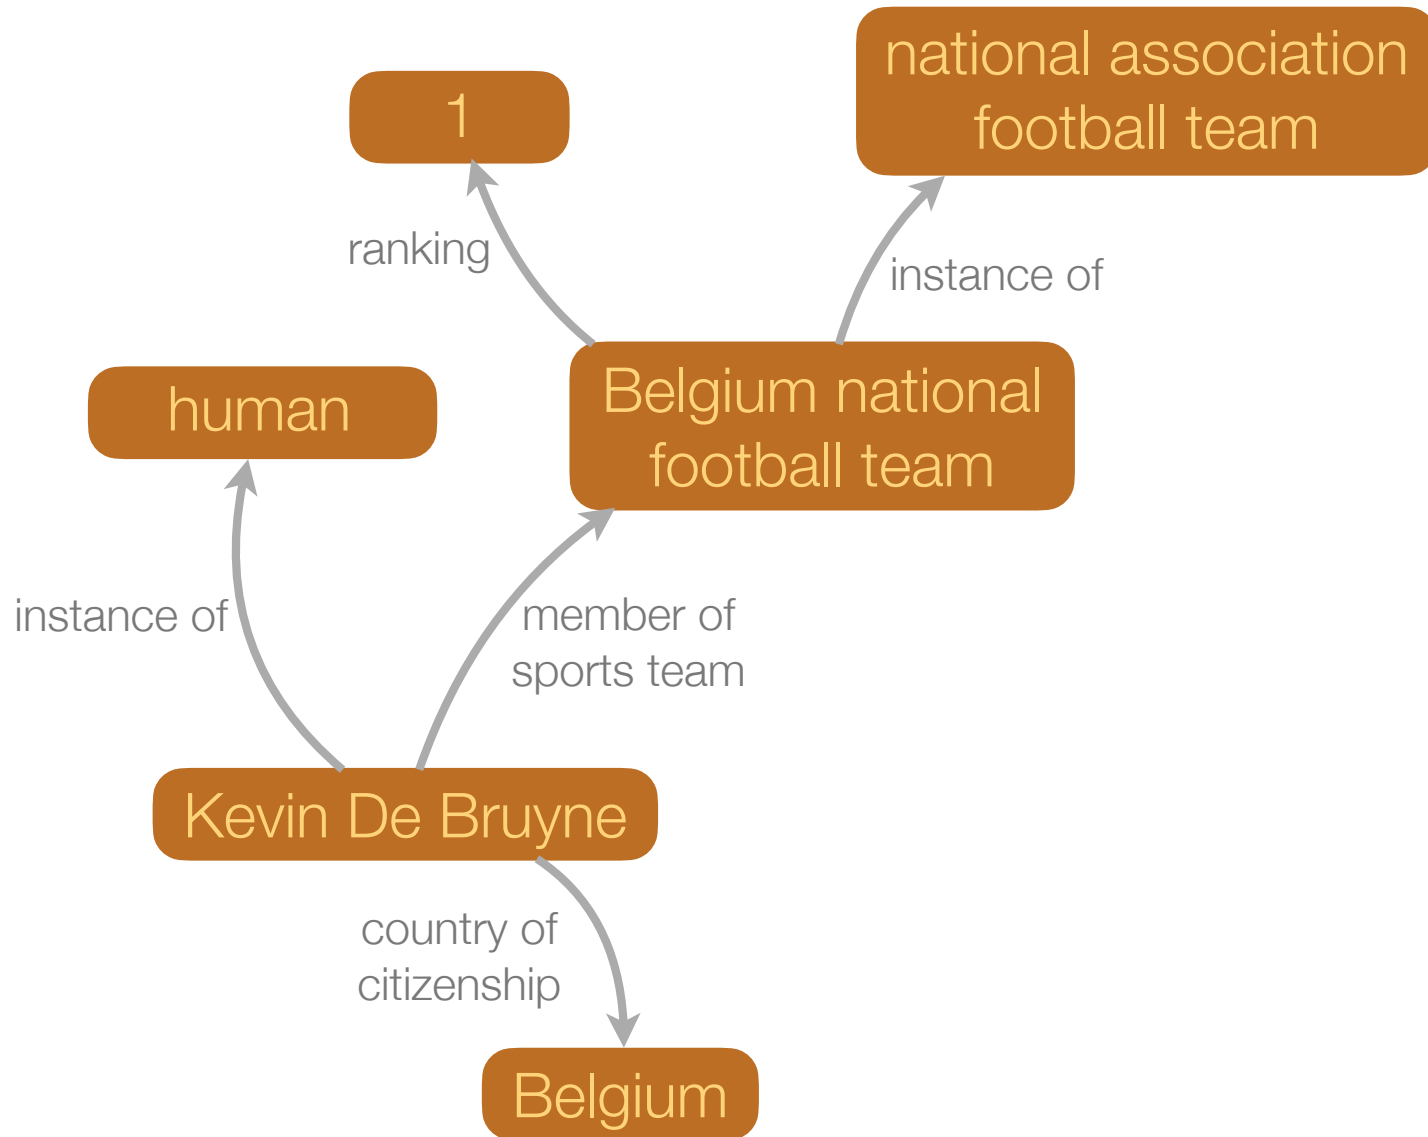 national association
football team
1
ranking
instance of
Belgium national
football team
human
instance of
member of
sports team
Kevin De Bruyne
country of
citizenship
Belgium